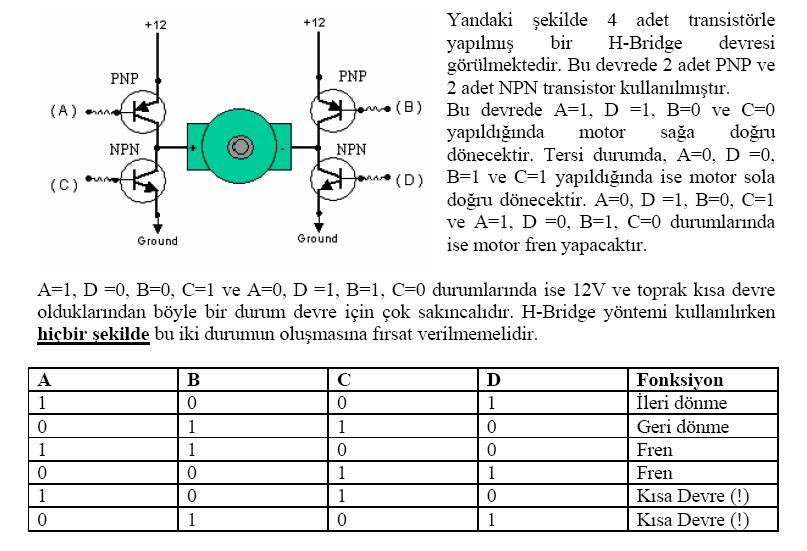 +12
+12
PNP
PNP
(A)
(B)
NPN
NPN
+
-
(C)
(D)
Ground
Ground
Yandaki şekilde 4 adet transistörle
yapılmış bir H-Bridge devresi
görülmektedir. Bu devrede 2 adet PNP ve
2 adet NPN transistor kullanılmıştır.
Bu devrede A=1, D =1, B=0 ve C=0
yapıldığında motor sağa doğru
dönecektir. Tersi durumda, A=0, D =0,
B=1 ve C=1 yapıldığında ise motor sola
doğru dönecektir. A=0, D =1, B=0, C=1
ve A=1, D =0, B=1, C=0 durumlarında
ise motor fren yapacaktır.
A=1, D =0, B=0, C=1 ve A=0, D =1, B=1, C=0 durumlarında ise 12V ve toprak kısa devre
olduklarından böyle bir durum devre için çok sakıncalıdır. H-Bridge yöntemi kullanılırken
hiçbir şekilde bu iki durumun oluşmasına fırsat verilmemelidir.
A B C D Fonksiyon
1 0 0 1 İleri dönme
0 1 1 0 Geri dönme
1 1 0 0 Fren
0 0 1 1 Fren
1 0 1 0 Kısa Devre (!)
0 1 0 1 Kısa Devre (!)